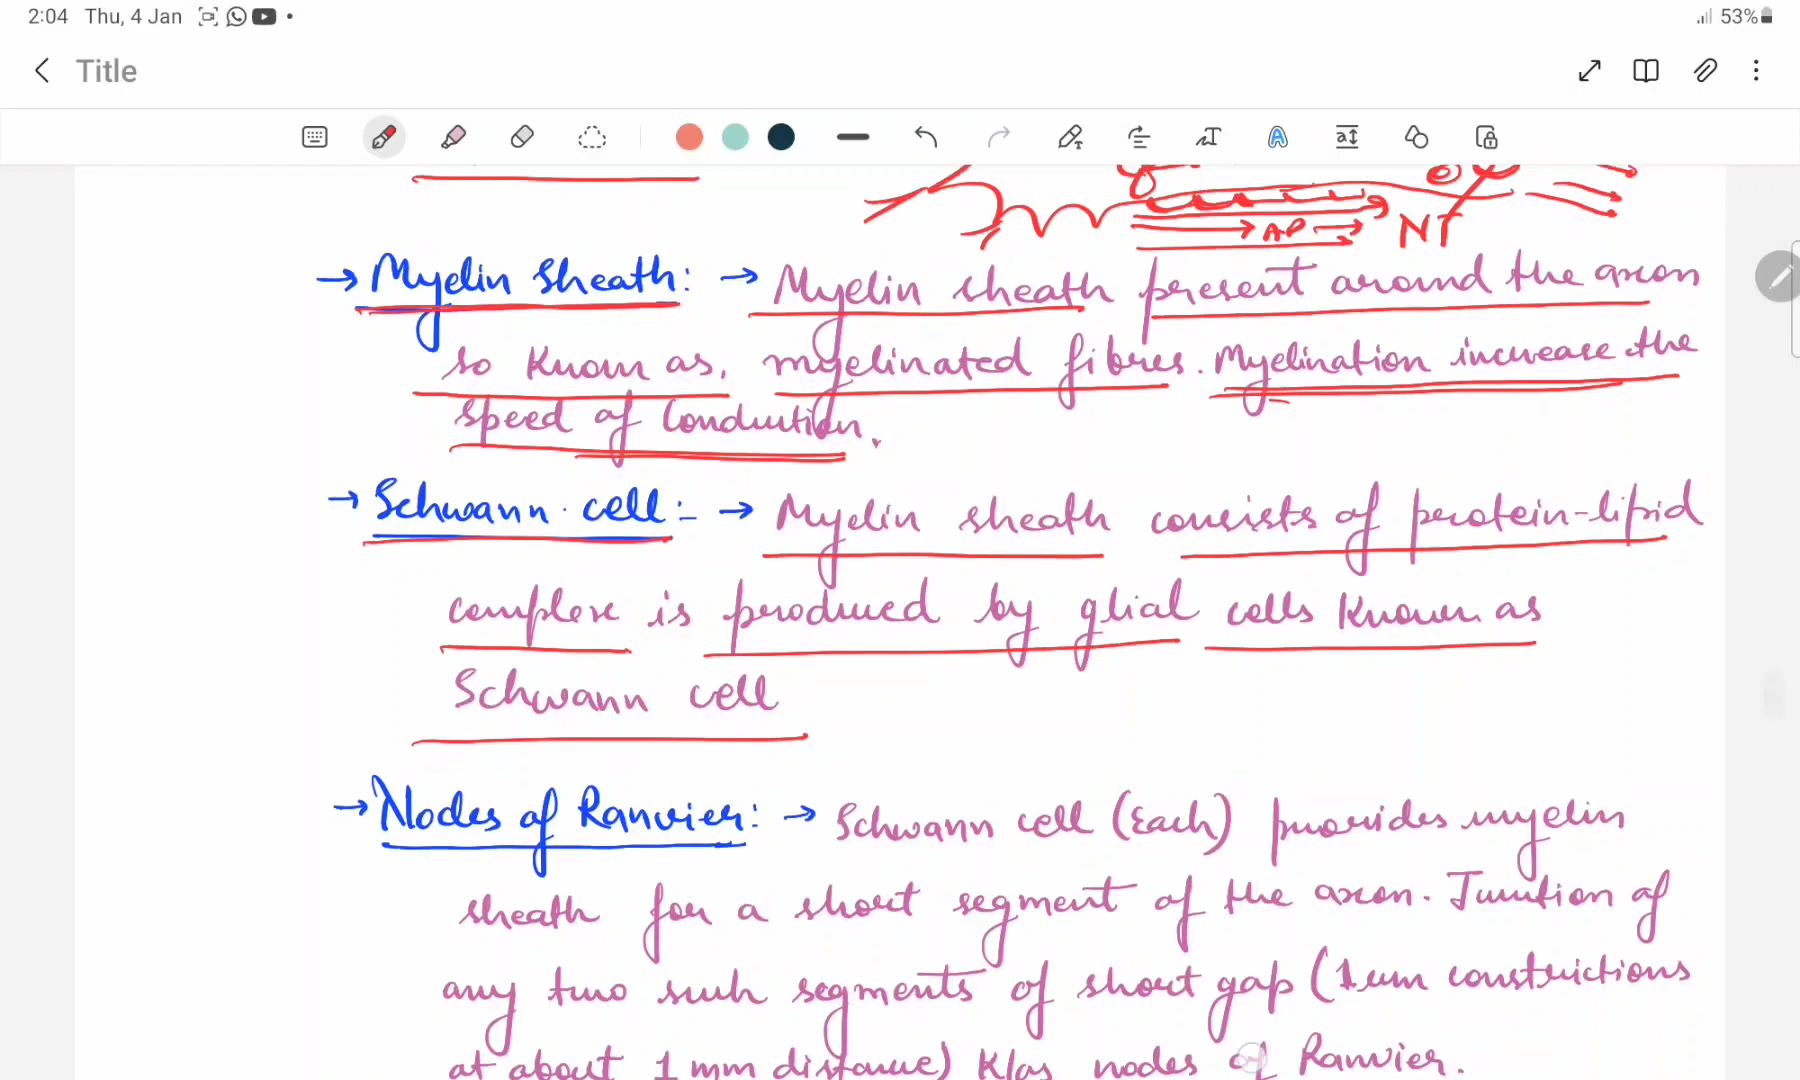 2:04 Thu, 4 Jan 53%
Title
AP NT
→ Myelin sheath: → Myelin sheath present around the axon
so known as, myelinated fibres. Myelination increase the
speed of conduction.
→ Schwann cell:- → Myelin sheath consists of protein-lipid
complex is produced by glial cells known as
Schwann cell
→ Nodes of Ranvier: → Schwann cell (Each) provides myelin
sheath for a short segment of the axon. Junction of
any two such segments of short gap (1um constrictions
at about 1 mm distance) K/as nodes of Ranvier.